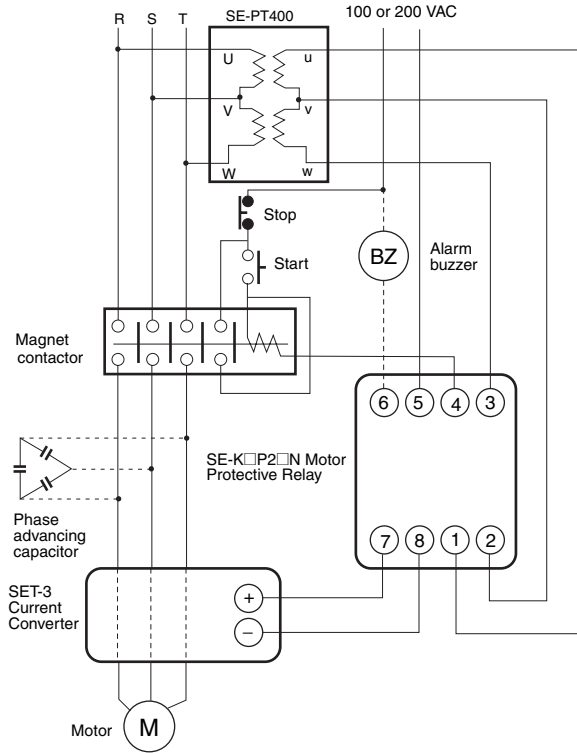 R S T
SE-PT400
100 or 200 VAC
U u
V v
W w
Stop
Start
BZ
Alarm
buzzer
Magnet
contactor
6 5 4 3
SE-K□P2□N Motor
Protective Relay
7 8 1 2
Phase
advancing
capacitor
SET-3
Current
Converter
+
−
Motor
M